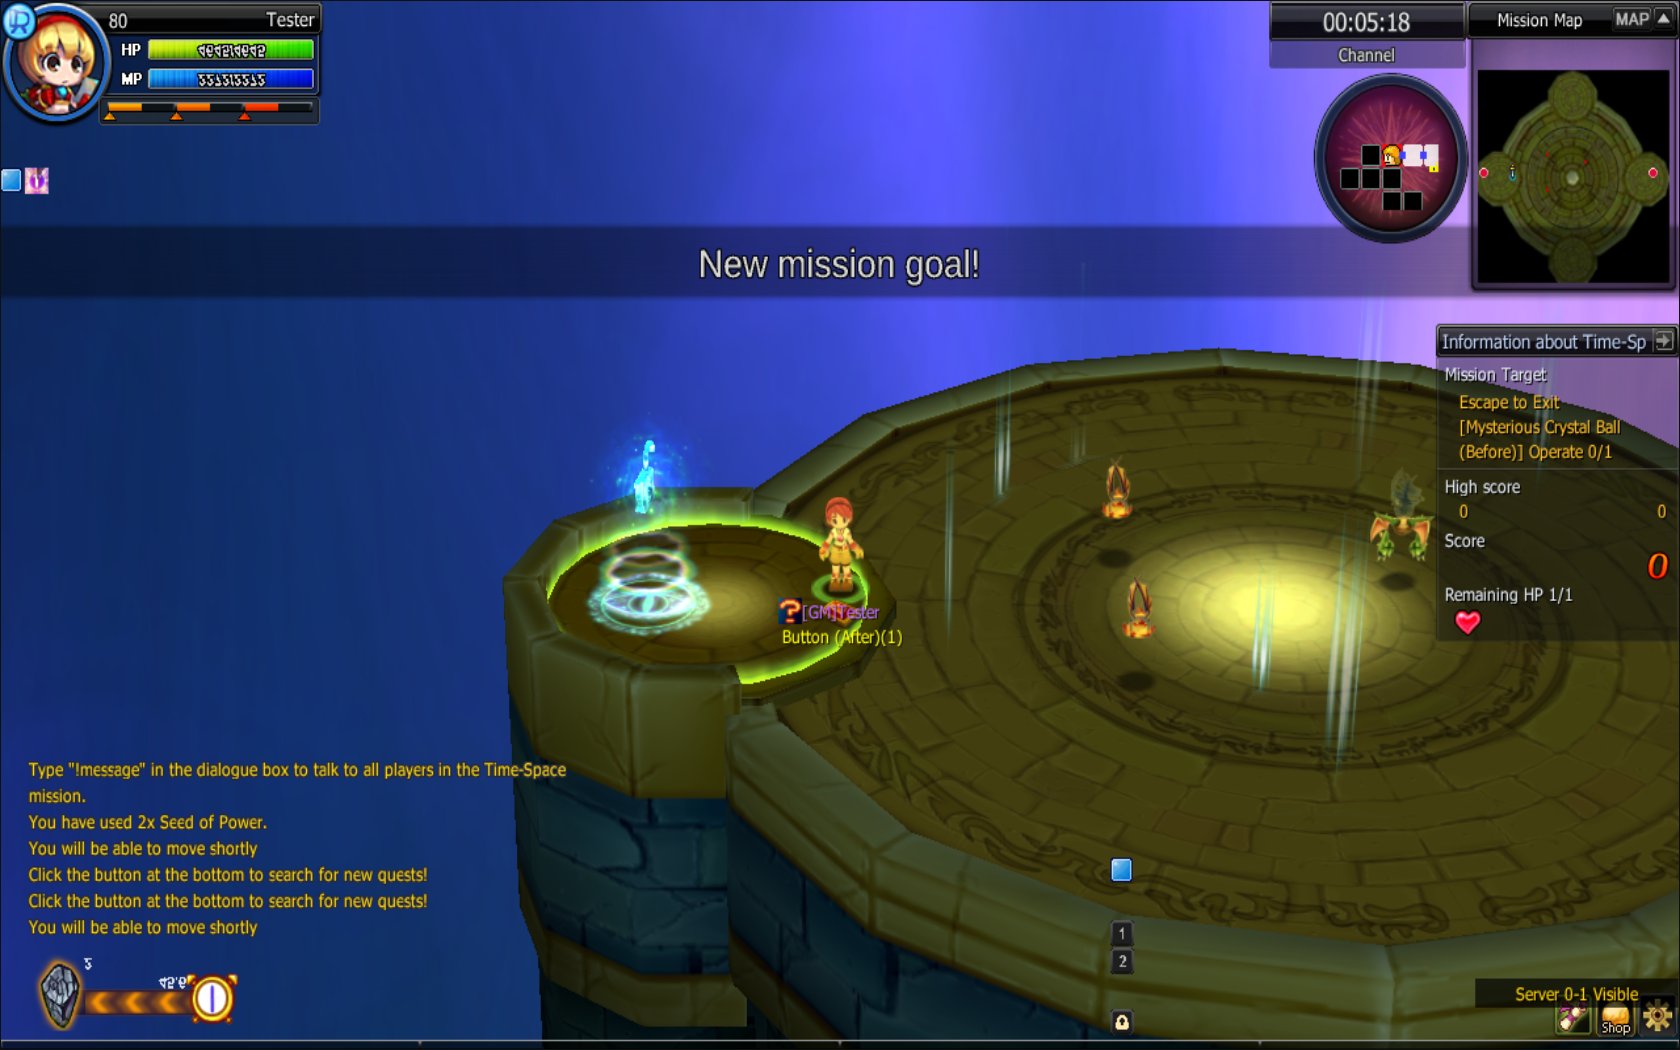 80 Tester
HP
MP
00:05:18
Channel
Mission Map
MAP
New mission goal!
Information about Time-Sp
Mission Target
Escape to Exit
[Mysterious Crystal Ball
(Before)] Operate 0/1
High score
0 0
Score
0
Remaining HP 1/1
[GM]Tester
Button (After)(1)
Type "!message" in the dialogue box to talk to all players in the Time-Space
mission.
You have used 2x Seed of Power.
You will be able to move shortly
Click the button at the bottom to search for new quests!
Click the button at the bottom to search for new quests!
You will be able to move shortly
2
45.6
1
2
Server 0-1 Visible
Shop